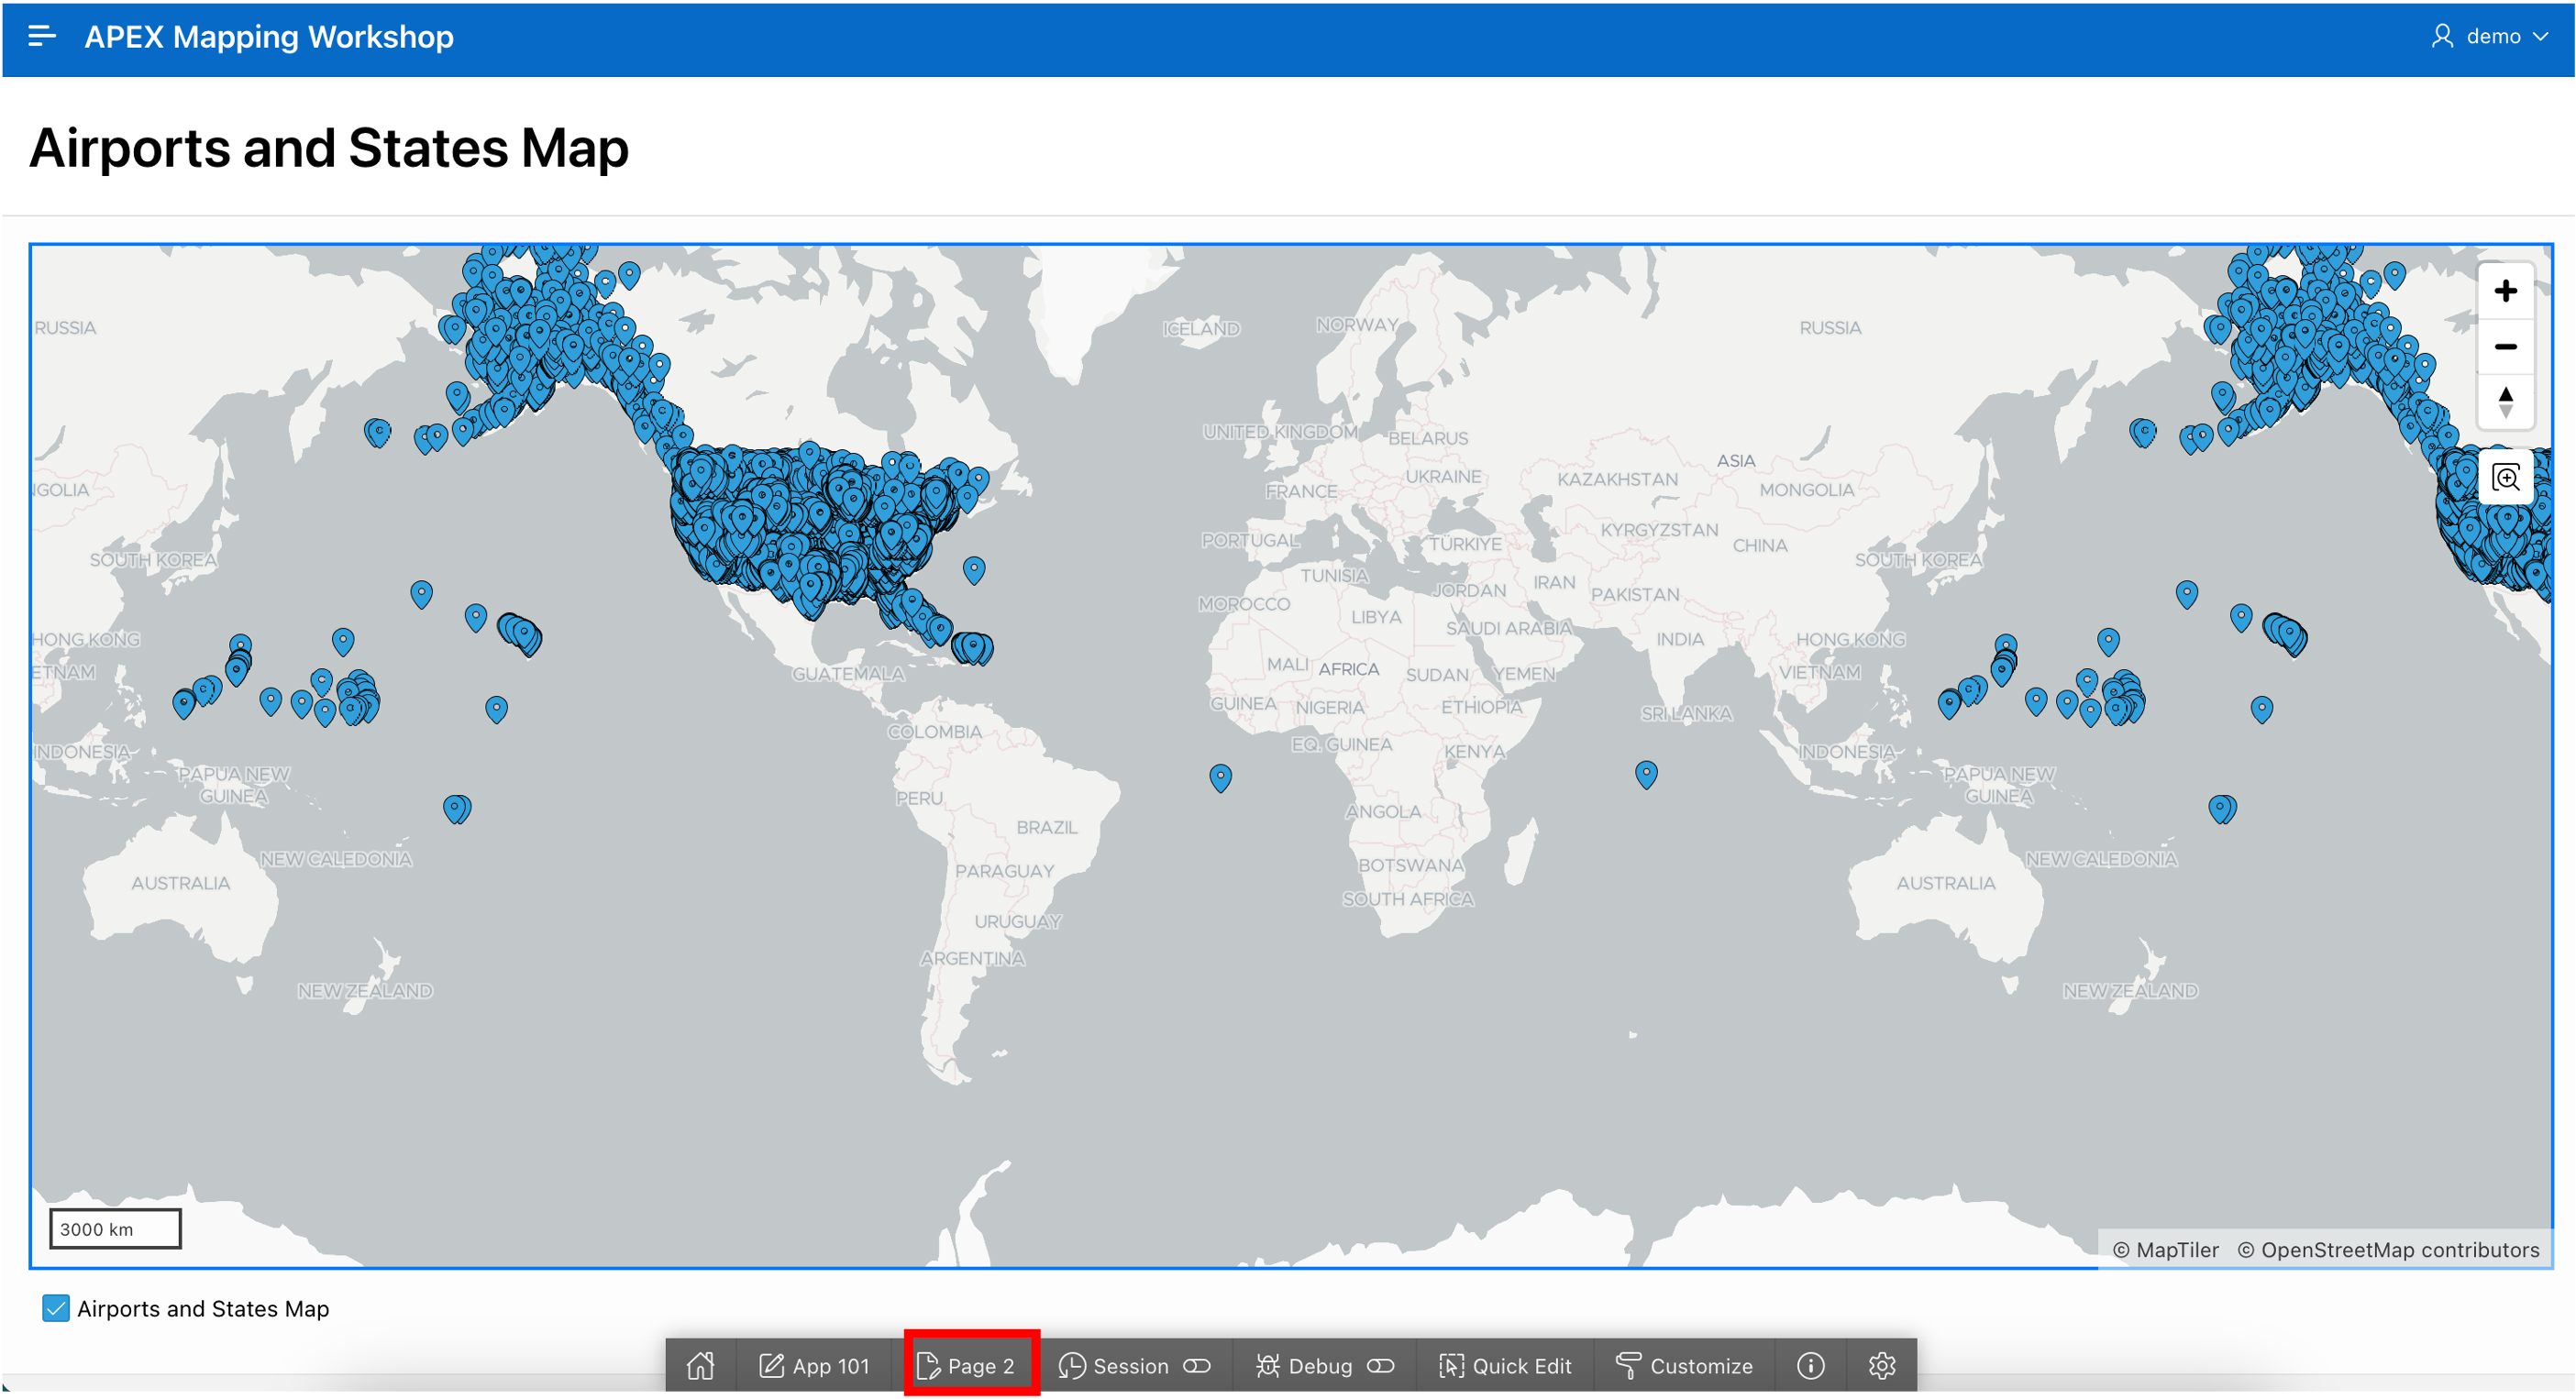 APEX Mapping Workshop
demo
Airports and States Map
RUSSIA
ICELAND
NORWAY
RUSSIA
UNITED KINGDOM
BELARUS
ASIA
NGOLIA
FRANCE
UKRAINE
KAZAKHSTAN
MONGOLIA
SOUTH KOREA
PORTUGAL
TÜRKIYE
KYRGYZSTAN
CHINA
SOUTH KOREA
TUNISIA
JORDAN
IRAN
PAKISTAN
MOROCCO
LIBYA
SAUDI ARABIA
HONG KONG
INDIA
HONG KONG
ETNAM
GUATEMALA
MALI
AFRICA
SUDAN
YEMEN
VIETNAM
GUINEA
NIGERIA
ETHIOPIA
SRI LANKA
COLOMBIA
EQ. GUINEA
KENYA
INDONESIA
INDONESIA
PAPUA NEW
GUINEA
PAPUA NEW
GUINEA
PERU
ANGOLA
BRAZIL
NEW CALEDONIA
PARAGUAY
BOTSWANA
NEW CALEDONIA
AUSTRALIA
SOUTH AFRICA
AUSTRALIA
URUGUAY
ARGENTINA
NEW ZEALAND
NEW ZEALAND
3000 km
© MapTiler © OpenStreetMap contributors
Airports and States Map
App 101 Page 2 Session Debug Quick Edit Customize